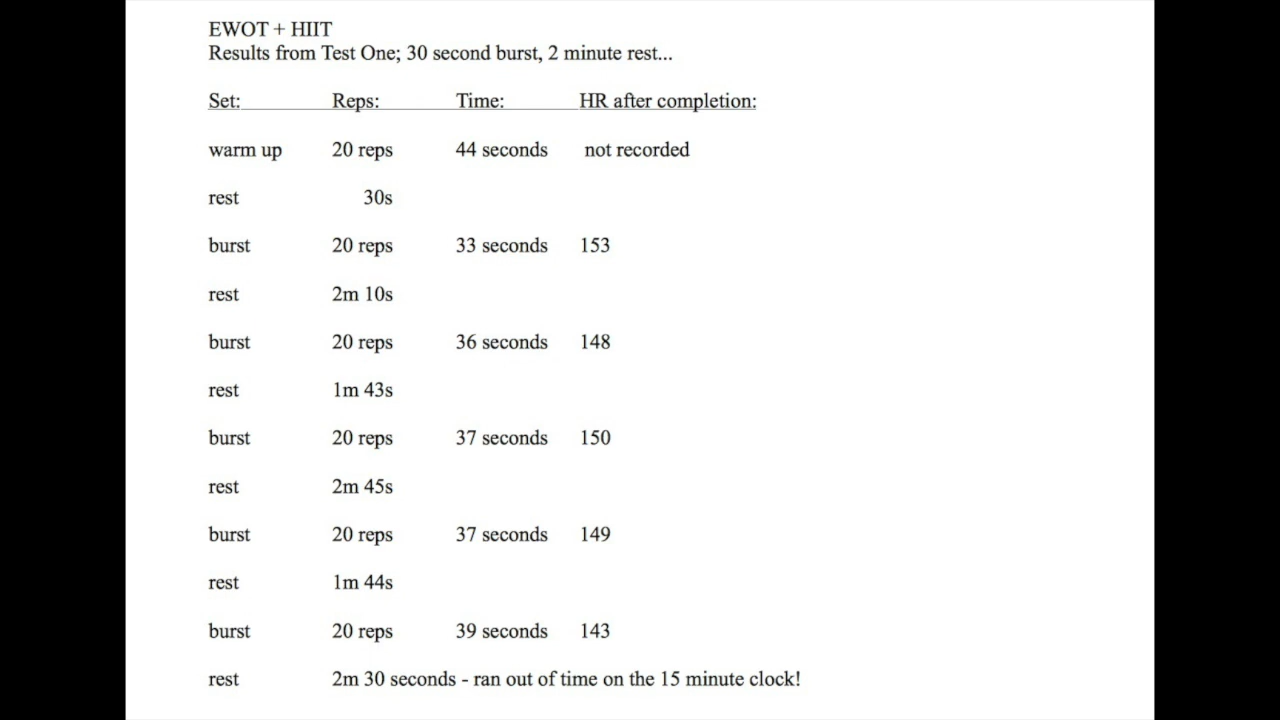 EWOT + HIIT
Results from Test One; 30 second burst, 2 minute rest...
Set: Reps: Time: HR after completion:
warm up 20 reps 44 seconds not recorded
rest 30s
burst 20 reps 33 seconds 153
rest 2m 10s
burst 20 reps 36 seconds 148
rest 1m 43s
burst 20 reps 37 seconds 150
rest 2m 45s
burst 20 reps 37 seconds 149
rest 1m 44s
burst 20 reps 39 seconds 143
rest 2m 30 seconds - ran out of time on the 15 minute clock!